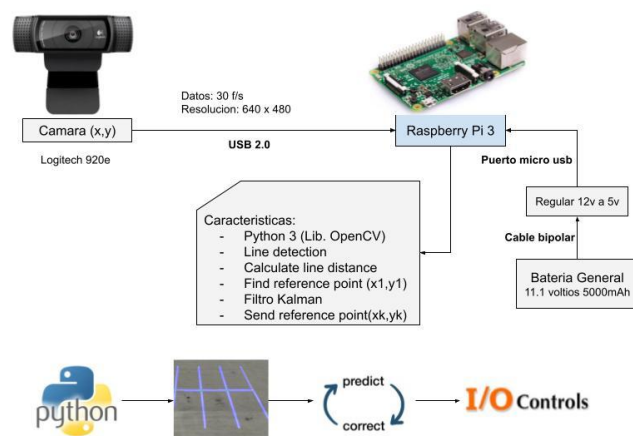 Datos: 30 f/s
Resolucion: 640 x 480
Camara (x,y)
USB 2.0
Raspberry Pi 3
Logitech 920e
Puerto micro usb
Regular 12v a 5v
Cable bipolar
Bateria General
11.1 voltios 5000mAh
Caracteristicas:
- Python 3 (Lib. OpenCV)
- Line detection
- Calculate line distance
- Find reference point (x1,y1)
- Filtro Kalman
- Send reference point(xk,yk)
python
predict
correct
I/O Controls